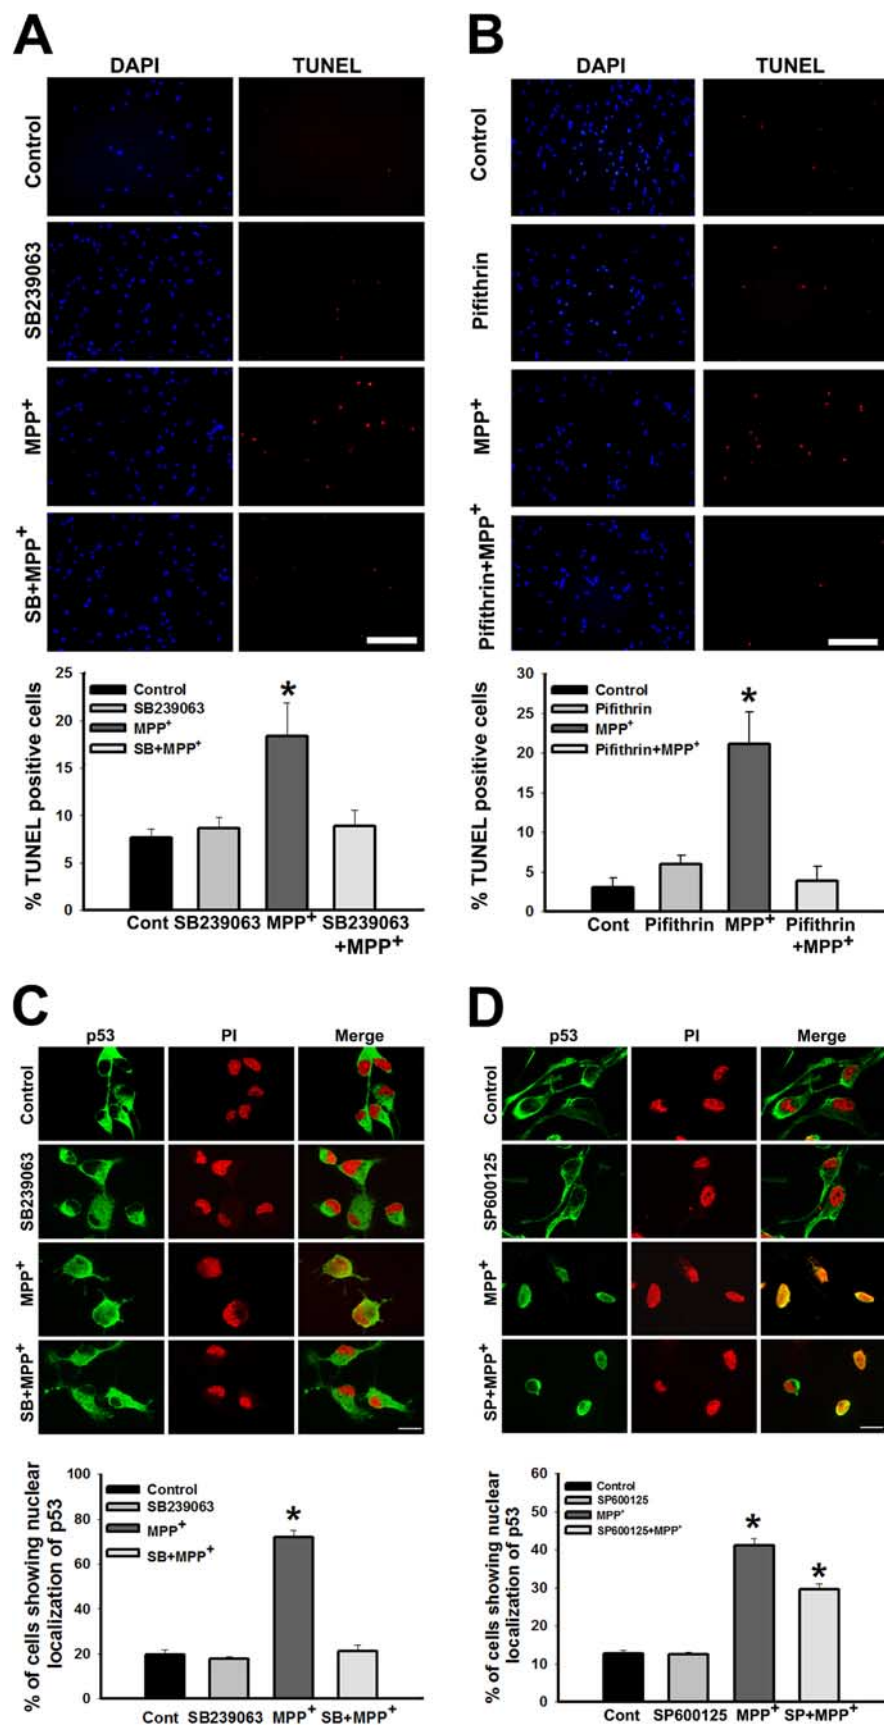 A
DAPI
TUNEL
Control
SB239063
MPP+
SB+MPP+
25
20
15
10
5
0
% TUNEL positive cells
Control
SB239063
MPP+
SB+MPP+
*
Cont SB239063 MPP+ SB239063
+MPP+
B
DAPI
TUNEL
Control
Pifithrin
MPP+
Pifithrin+MPP+
30
25
20
15
10
5
0
% TUNEL positive cells
Control
Pifithrin
MPP+
Pifithrin+MPP+
*
Cont Pifithrin MPP+ Pifithrin
+MPP+
C
p53
PI
Merge
Control
SB239063
MPP+
SB+MPP+
100
80
60
40
20
0
% of cells showing nuclear
localization of p53
Control
SB239063
MPP+
SB+MPP+
*
Cont SB239063 MPP+ SB+MPP+
D
p53
PI
Merge
Control
SP600125
MPP+
SP+MPP+
60
50
40
30
20
10
0
% of cells showing nuclear
localization of p53
Control
SP600125
MPP+
SP600125+MPP+
*
*
Cont SP600125 MPP+ SP+MPP+